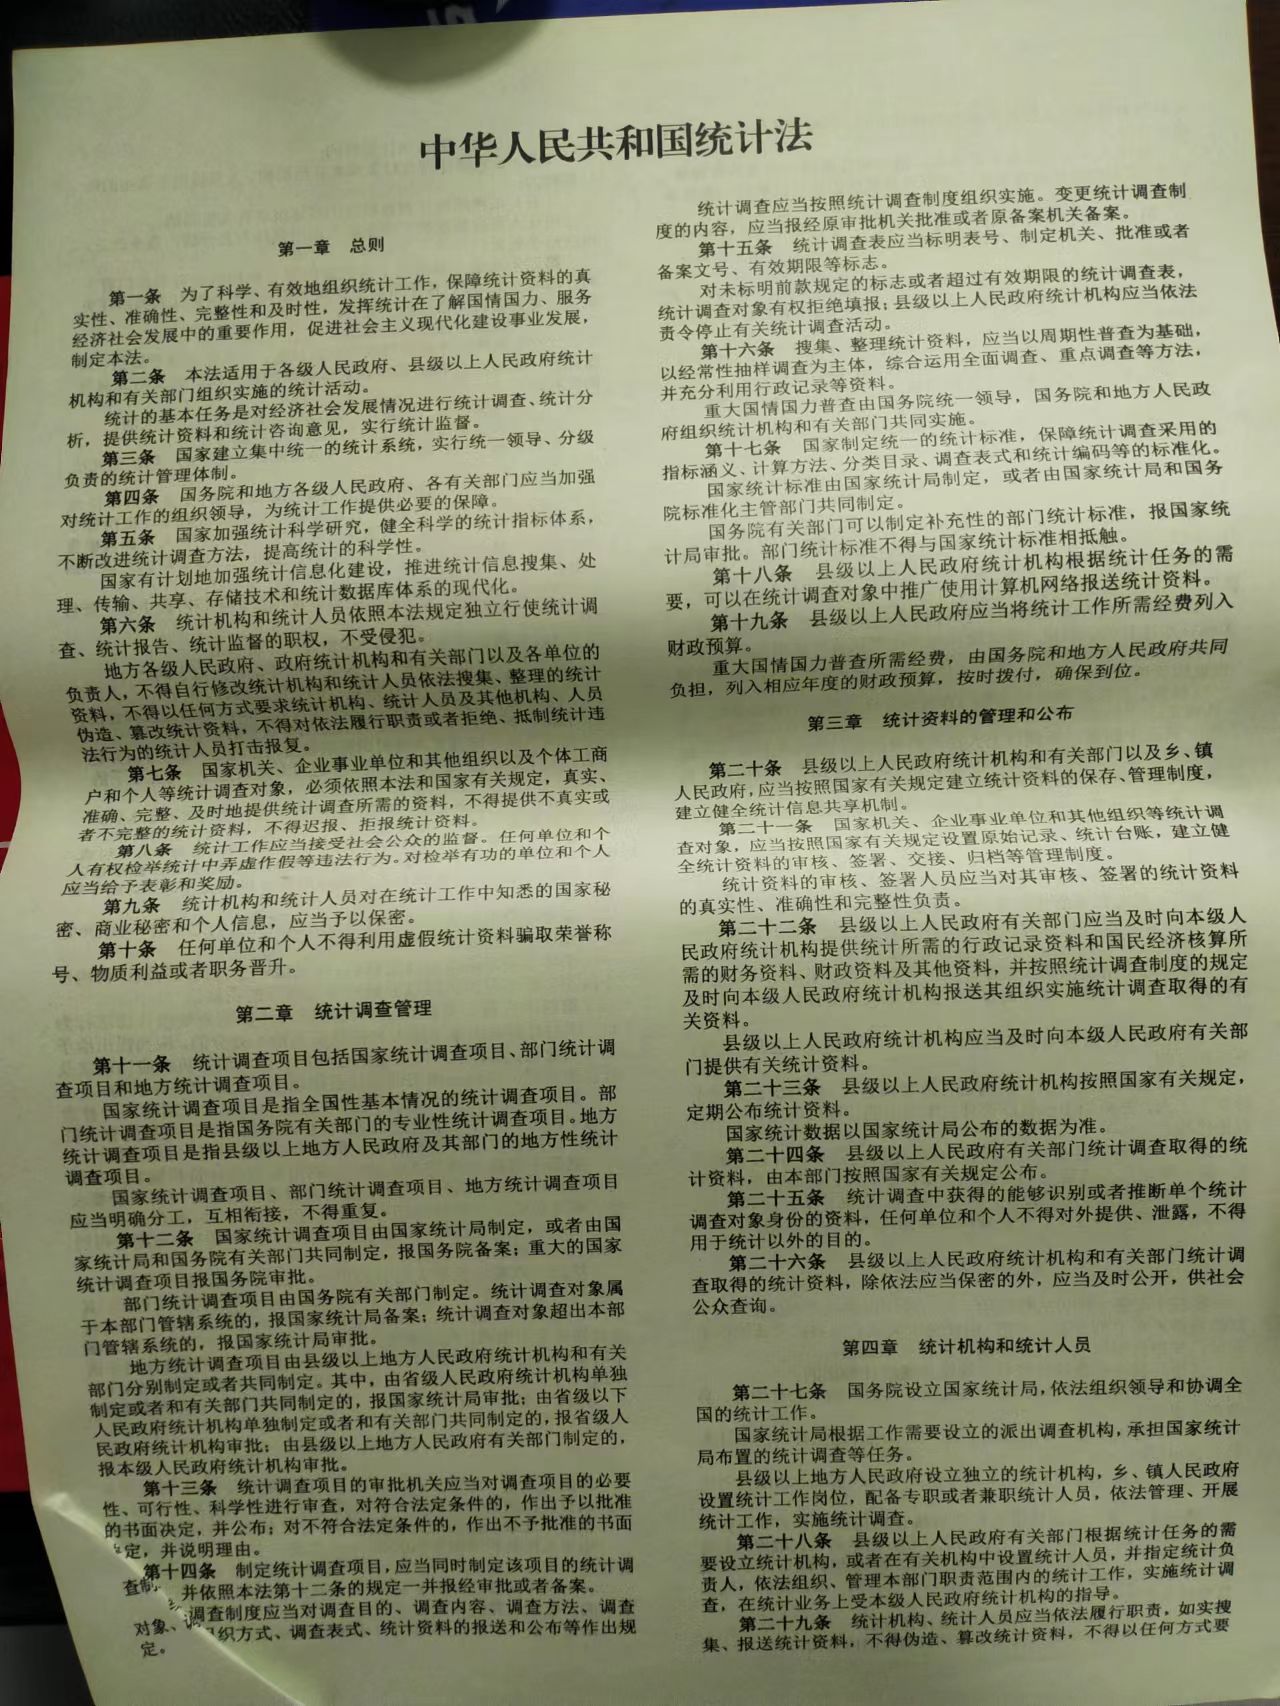 中华人民共和国统计法
第一章 总则
第一条 为了科学、有效地组织统计工作，保障统计资料的真
实性、准确性、完整性和及时性，发挥统计在了解国情国力、服务
经济社会发展中的重要作用，促进社会主义现代化建设事业发展，
制定本法。
第二条 本法适用于各级人民政府、县级以上人民政府统计
机构和有关部门组织实施的统计活动。
统计的基本任务是对经济社会发展情况进行统计调查、统计分
析，提供统计资料和统计咨询意见，实行统计监督。
第三条 国家建立集中统一的统计系统，实行统一领导、分级
负责的统计管理体制。
第四条 国务院和地方各级人民政府、各有关部门应当加强
对统计工作的组织领导，为统计工作提供必要的保障。
第五条 国家加强统计科学研究，健全科学的统计指标体系，
不断改进统计调查方法，提高统计的科学性。
国家有计划地加强统计信息化建设，推进统计信息搜集、处
理、传输、共享、存储技术和统计数据库体系的现代化。
第六条 统计机构和统计人员依照本法规定独立行使统计调
查、统计报告、统计监督的职权，不受侵犯。
地方各级人民政府、政府统计机构和有关部门以及各单位的
负责人，不得自行修改统计机构和统计人员依法搜集、整理的统计
资料，不得以任何方式要求统计机构、统计人员及其他机构、人员
伪造、篡改统计资料，不得对依法履行职责或者拒绝、抵制统计违
法行为的统计人员打击报复。
第七条 国家机关、企业事业单位和其他组织以及个体工商
户和个人等统计调查对象，必须依照本法和国家有关规定，真实、
准确、完整、及时地提供统计调查所需的资料，不得提供不真实或
者不完整的统计资料，不得迟报、拒报统计资料。
第八条 统计工作应当接受社会公众的监督。任何单位和个
人有权检举统计中弄虚作假等违法行为。对检举有功的单位和个人
应当给予表彰和奖励。
第九条 统计机构和统计人员对在统计工作中知悉的国家秘
密、商业秘密和个人信息，应当予以保密。
第十条 任何单位和个人不得利用虚假统计资料骗取荣誉称
号、物质利益或者职务晋升。
第二章 统计调查管理
第十一条 统计调查项目包括国家统计调查项目、部门统计调
查项目和地方统计调查项目。
国家统计调查项目是指全国性基本情况的统计调查项目。部
门统计调查项目是指国务院有关部门的专业性统计调查项目。地方
统计调查项目是指县级以上地方人民政府及其部门的地方性统计
调查项目。
国家统计调查项目、部门统计调查项目、地方统计调查项目
应当明确分工，互相衔接，不得重复。
第十二条 国家统计调查项目由国家统计局制定，或者由国
家统计局和国务院有关部门共同制定，报国务院备案；重大的国家
统计调查项目报国务院审批。
部门统计调查项目由国务院有关部门制定。统计调查对象属
于本部门管辖系统的，报国家统计局备案；统计调查对象超出本部
门管辖系统的，报国家统计局审批。
地方统计调查项目由县级以上地方人民政府统计机构和有关
部门分别制定或者共同制定。其中，由省级人民政府统计机构单独
制定或者和有关部门共同制定的，报国家统计局审批；由省级以下
人民政府统计机构单独制定或者和有关部门共同制定的，报省级人
民政府统计机构审批；由县级以上地方人民政府有关部门制定的，
报本级人民政府统计机构审批。
第十三条 统计调查项目的审批机关应当对调查项目的必要
性、可行性、科学性进行审查，对符合法定条件的，作出予以批准
的书面决定，并公布；对不符合法定条件的，作出不予批准的书面
定，并说明理由。
第十四条 制定统计调查项目，应当同时制定该项目的统计调
查制 并依照本法第十二条的规定一并报经审批或者备案。
调查制度应当对调查目的、调查内容、调查方法、调查
对象、调 组织方式、调查表式、统计资料的报送和公布等作出规
定。
统计调查应当按照统计调查制度组织实施。变更统计调查制
度的内容，应当报经原审批机关批准或者原备案机关备案。
第十五条 统计调查表应当标明表号、制定机关、批准或者
备案文号、有效期限等标志。
对未标明前款规定的标志或者超过有效期限的统计调查表，
统计调查对象有权拒绝填报；县级以上人民政府统计机构应当依法
责令停止有关统计调查活动。
第十六条 搜集、整理统计资料，应当以周期性普查为基础，
以经常性抽样调查为主体，综合运用全面调查、重点调查等方法，
并充分利用行政记录等资料。
重大国情国力普查由国务院统一领导，国务院和地方人民政
府组织统计机构和有关部门共同实施。
第十七条 国家制定统一的统计标准，保障统计调查采用的
指标涵义、计算方法、分类目录、调查表式和统计编码等的标准化。
国家统计标准由国家统计局制定，或者由国家统计局和国务
院标准化主管部门共同制定。
国务院有关部门可以制定补充性的部门统计标准，报国家统
计局审批。部门统计标准不得与国家统计标准相抵触。
第十八条 县级以上人民政府统计机构根据统计任务的需
要，可以在统计调查对象中推广使用计算机网络报送统计资料。
第十九条 县级以上人民政府应当将统计工作所需经费列入
财政预算。
重大国情国力普查所需经费，由国务院和地方人民政府共同
负担，列入相应年度的财政预算，按时拨付，确保到位。
第三章 统计资料的管理和公布
第二十条 县级以上人民政府统计机构和有关部门以及乡、镇
人民政府，应当按照国家有关规定建立统计资料的保存、管理制度，
建立健全统计信息共享机制。
第二十一条 国家机关、企业事业单位和其他组织等统计调
查对象，应当按照国家有关规定设置原始记录、统计台账，建立健
全统计资料的审核、签署、交接、归档等管理制度。
统计资料的审核、签署人员应当对其审核、签署的统计资料
的真实性、准确性和完整性负责。
第二十二条 县级以上人民政府有关部门应当及时向本级人
民政府统计机构提供统计所需的行政记录资料和国民经济核算所
需的财务资料、财政资料及其他资料，并按照统计调查制度的规定
及时向本级人民政府统计机构报送其组织实施统计调查取得的有
关资料。
县级以上人民政府统计机构应当及时向本级人民政府有关部
门提供有关统计资料。
第二十三条 县级以上人民政府统计机构按照国家有关规定，
定期公布统计资料。
国家统计数据以国家统计局公布的数据为准。
第二十四条 县级以上人民政府有关部门统计调查取得的统
计资料，由本部门按照国家有关规定公布。
第二十五条 统计调查中获得的能够识别或者推断单个统计
调查对象身份的资料，任何单位和个人不得对外提供、泄露，不得
用于统计以外的目的。
第二十六条 县级以上人民政府统计机构和有关部门统计调
查取得的统计资料，除依法应当保密的外，应当及时公开，供社会
公众查询。
第四章 统计机构和统计人员
第二十七条 国务院设立国家统计局，依法组织领导和协调全
国的统计工作。
国家统计局根据工作需要设立的派出调查机构，承担国家统计
局布置的统计调查等任务。
县级以上地方人民政府设立独立的统计机构，乡、镇人民政府
设置统计工作岗位，配备专职或者兼职统计人员，依法管理、开展
统计工作，实施统计调查。
第二十八条 县级以上人民政府有关部门根据统计任务的需
要设立统计机构，或者在有关机构中设置统计人员，并指定统计负
责人，依法组织、管理本部门职责范围内的统计工作，实施统计调
查，在统计业务上受本级人民政府统计机构的指导。
第二十九条 统计机构、统计人员应当依法履行职责，如实搜
集、报送统计资料，不得伪造、篡改统计资料，不得以任何方式要